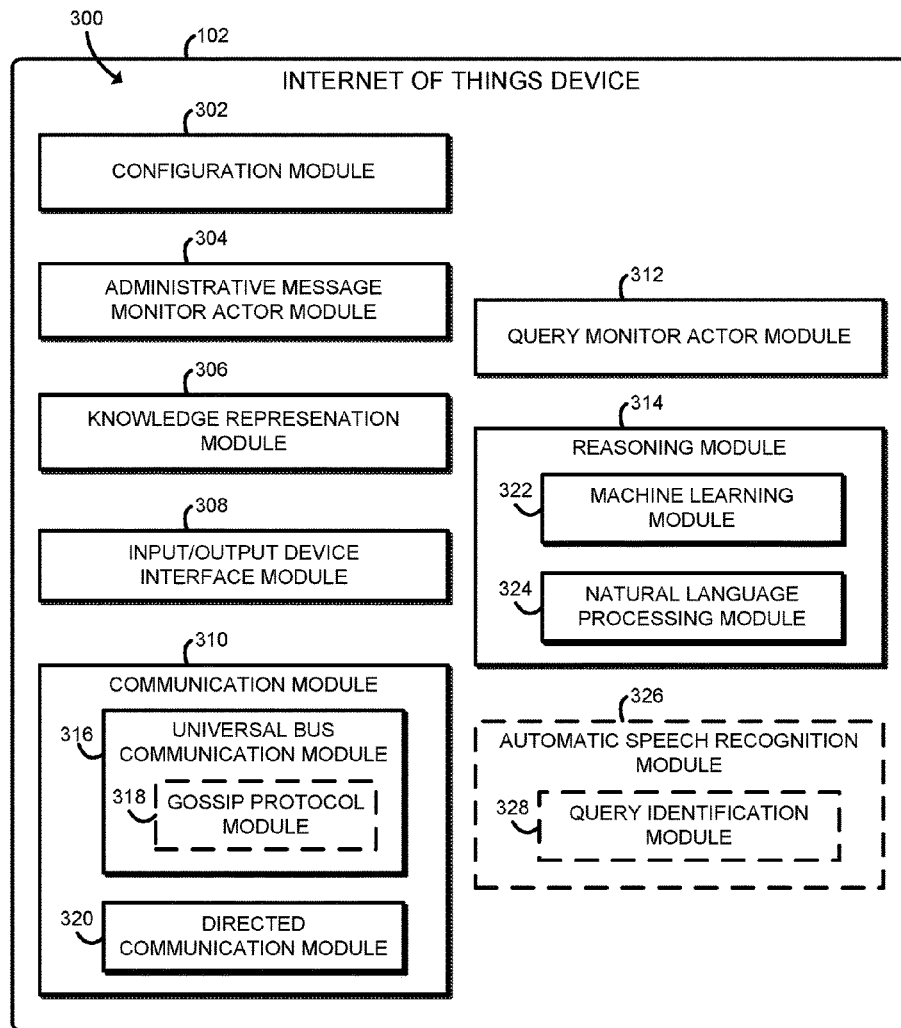 300
102
INTERNET OF THINGS DEVICE
302
CONFIGURATION MODULE
304
ADMINISTRATIVE MESSAGE
MONITOR ACTOR MODULE
306
KNOWLEDGE REPRESENATION
MODULE
308
INPUT/OUTPUT DEVICE
INTERFACE MODULE
310
COMMUNICATION MODULE
316
UNIVERSAL BUS
COMMUNICATION MODULE
318
GOSSIP PROTOCOL
MODULE
320
DIRECTED
COMMUNICATION MODULE
312
QUERY MONITOR ACTOR MODULE
314
REASONING MODULE
322
MACHINE LEARNING
MODULE
324
NATURAL LANGUAGE
PROCESSING MODULE
326
AUTOMATIC SPEECH RECOGNITION
MODULE
328
QUERY IDENTIFICATION
MODULE